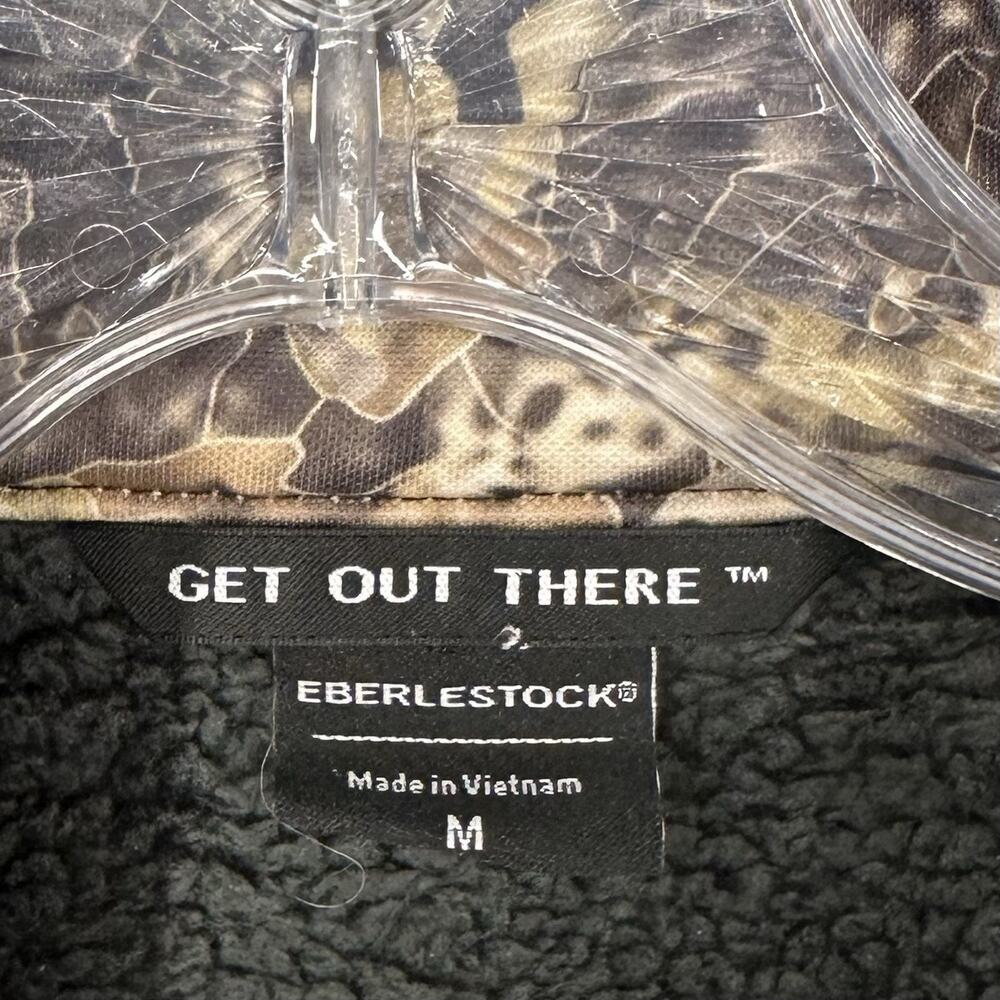 GET OUT THERE ™
EBERLESTOCK®
Made in Vietnam
M